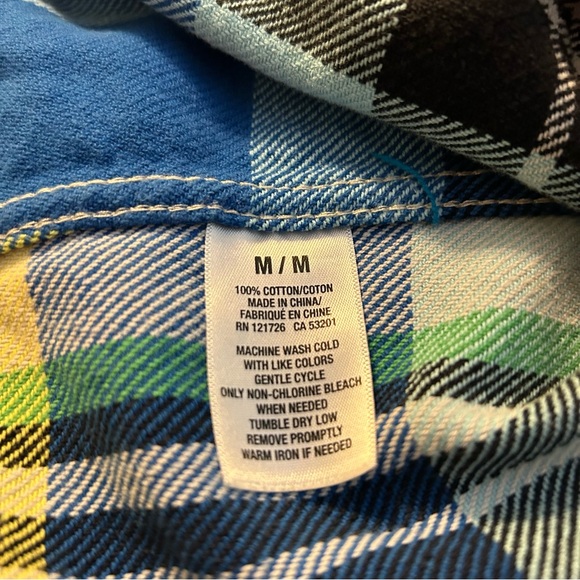 M / M
100% COTTON/COTON
MADE IN CHINA/
FABRIQUÉ EN CHINE
RN 121726 CA 53201
MACHINE WASH COLD
WITH LIKE COLORS
GENTLE CYCLE
ONLY NON-CHLORINE BLEACH
WHEN NEEDED
TUMBLE DRY LOW
REMOVE PROMPTLY
WARM IRON IF NEEDED